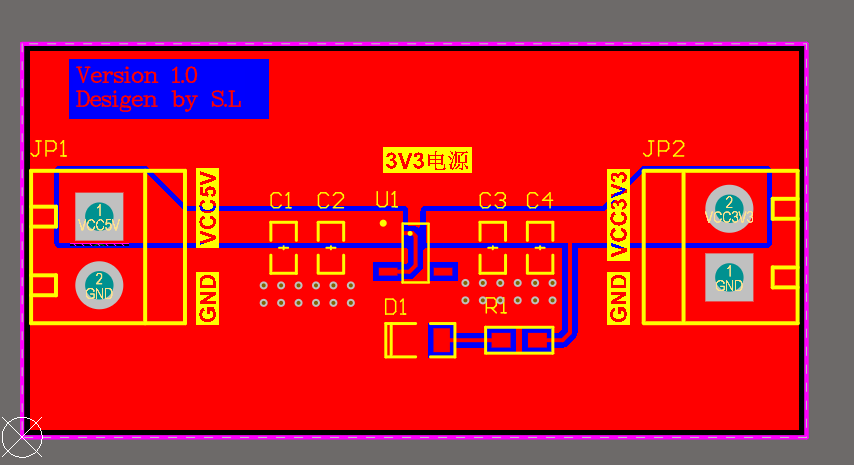 Version 1.0
Desigen by S.L
JP1
JP2
3V3电源
VCC5V
GND
C1
C2
U1
C3
C4
VCC3V3
GND
1
VCC5V
2
GND
2
VCC3V3
1
GND
D1
R1